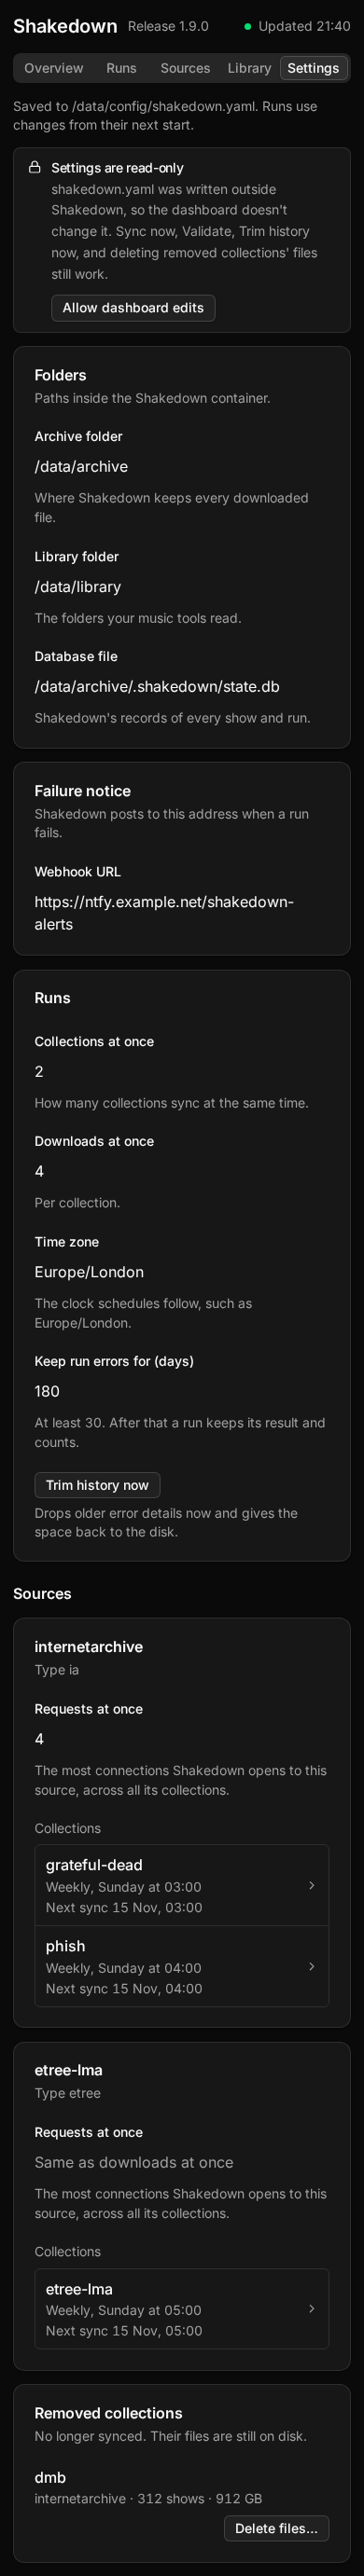 Shakedown Release 1.9.0 Updated 21:40
Overview Runs Sources Library Settings
Saved to /data/config/shakedown.yaml. Runs use
changes from their next start.
Settings are read-only
shakedown.yaml was written outside
Shakedown, so the dashboard doesn't
change it. Sync now, Validate, Trim history
now, and deleting removed collections' files
still work.
Allow dashboard edits
Folders
Paths inside the Shakedown container.
Archive folder
/data/archive
Where Shakedown keeps every downloaded
file.
Library folder
/data/library
The folders your music tools read.
Database file
/data/archive/.shakedown/state.db
Shakedown's records of every show and run.
Failure notice
Shakedown posts to this address when a run
fails.
Webhook URL
https://ntfy.example.net/shakedown-
alerts
Runs
Collections at once
2
How many collections sync at the same time.
Downloads at once
4
Per collection.
Time zone
Europe/London
The clock schedules follow, such as
Europe/London.
Keep run errors for (days)
180
At least 30. After that a run keeps its result and
counts.
Trim history now
Drops older error details now and gives the
space back to the disk.
Sources
internetarchive
Type ia
Requests at once
4
The most connections Shakedown opens to this
source, across all its collections.
Collections
grateful-dead
Weekly, Sunday at 03:00
Next sync 15 Nov, 03:00
phish
Weekly, Sunday at 04:00
Next sync 15 Nov, 04:00
etree-lma
Type etree
Requests at once
Same as downloads at once
The most connections Shakedown opens to this
source, across all its collections.
Collections
etree-lma
Weekly, Sunday at 05:00
Next sync 15 Nov, 05:00
Removed collections
No longer synced. Their files are still on disk.
dmb
internetarchive · 312 shows · 912 GB
Delete files...